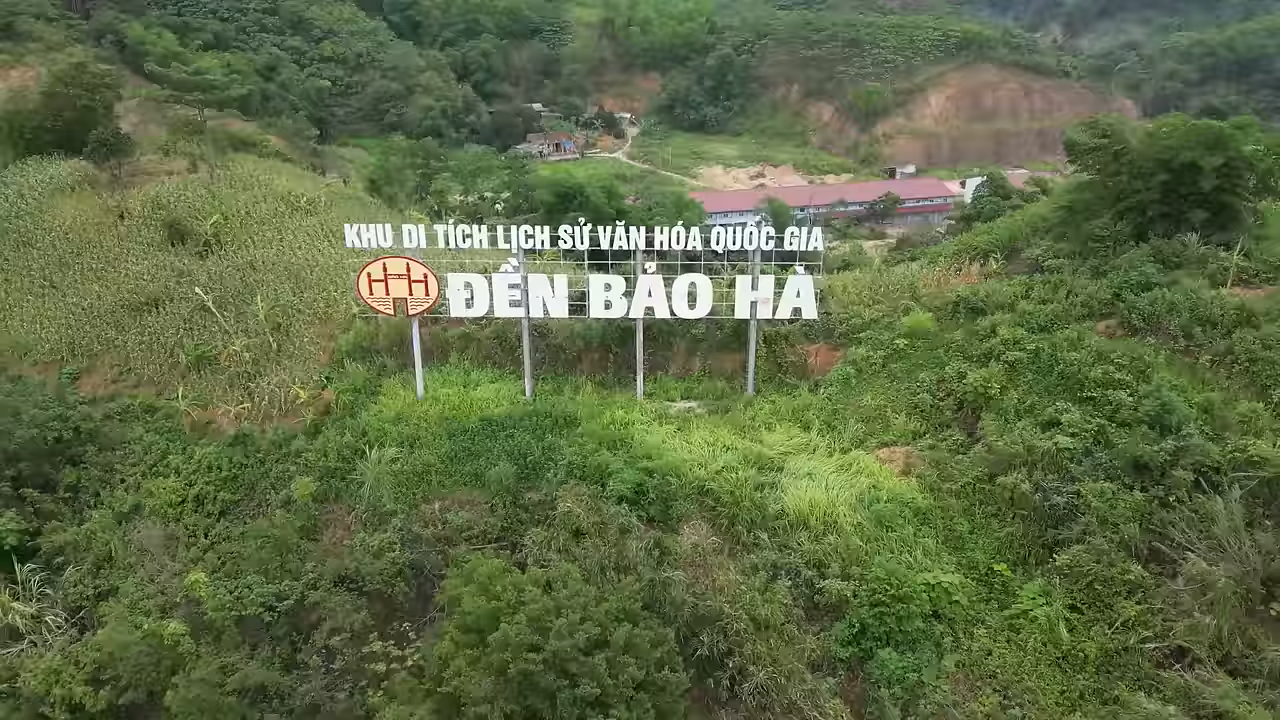 KHU DI TÍCH LỊCH SỬ VĂN HÓA QUỐC GIA
ĐỀN BẢO HÀ